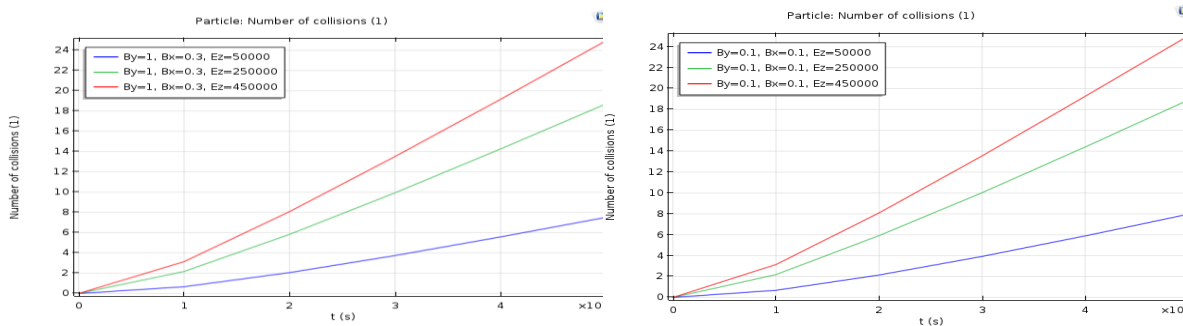 Particle: Number of collisions (1)
By=1, Bx=0.3, Ez=50000
By=1, Bx=0.3, Ez=250000
By=1, Bx=0.3, Ez=450000
Number of collisions (1)
24
22
20
18
16
14
12
10
8
6
4
2
0
0 1 2 3 4 ×10
t (s)
Particle: Number of collisions (1)
By=0.1, Bx=0.1, Ez=50000
By=0.1, Bx=0.1, Ez=250000
By=0.1, Bx=0.1, Ez=450000
Number of collisions (1)
24
22
20
18
16
14
12
10
8
6
4
2
0
0 1 2 3 4 ×10
t (s)